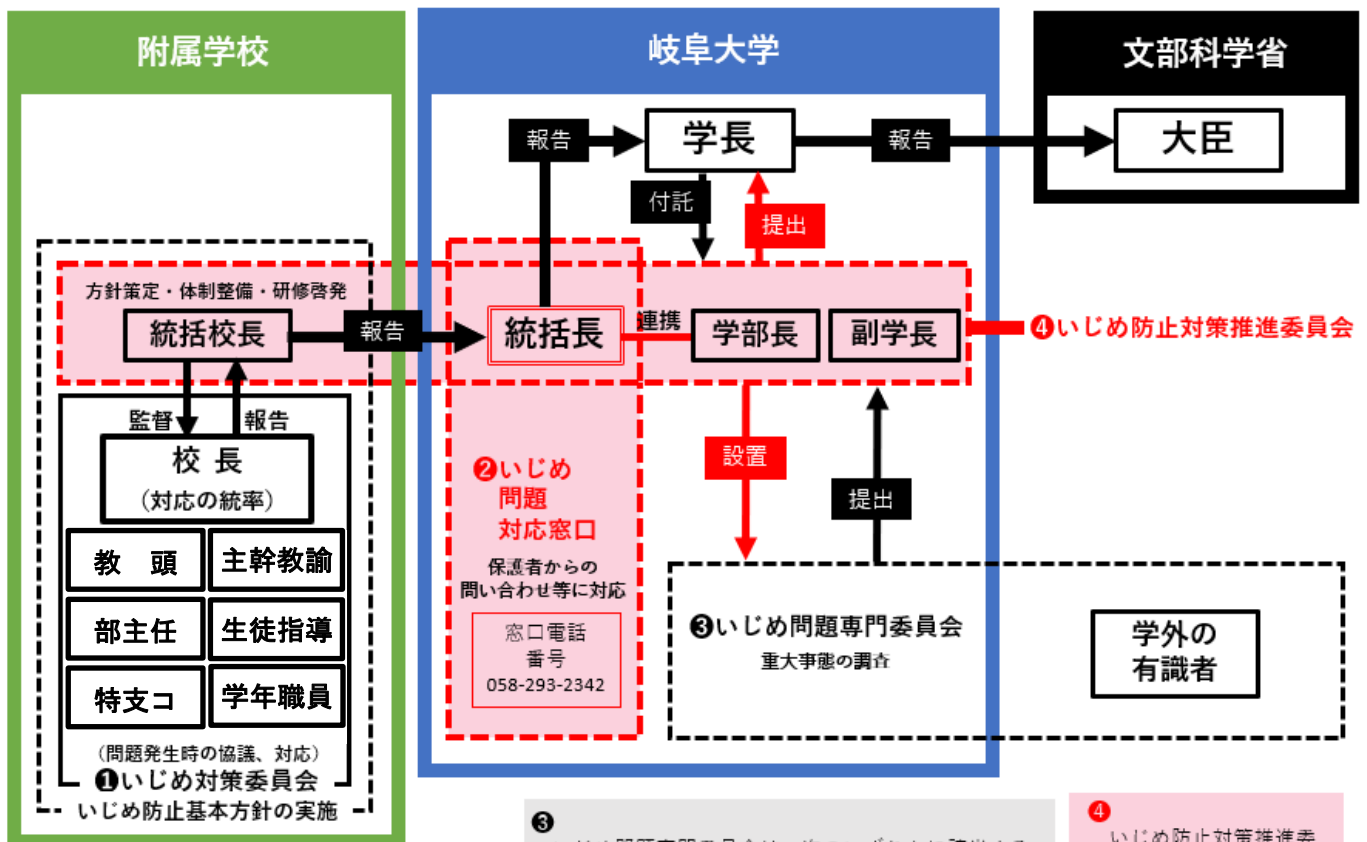 附属学校
岐阜大学
文部科学省
報告
学長
報告
大臣
付託
提出
方針策定・体制整備・研修啓発
統括校長
報告
統括長
連携
学部長
副学長
❹いじめ防止対策推進委員会
監督
報告
校 長
(対応の統率)
教 頭
主幹教諭
部主任
生徒指導
特支コ
学年職員
(問題発生時の協議、対応)
❶いじめ対策委員会
いじめ防止基本方針の実施
❷いじめ
問題
対応窓口
保護者からの
問い合わせ等に対応
窓口電話
番号
058-293-2342
設置
提出
❸いじめ問題専門委員会
重大事態の調査
学外の
有識者
❸
❹
いじめ防止対策推進委